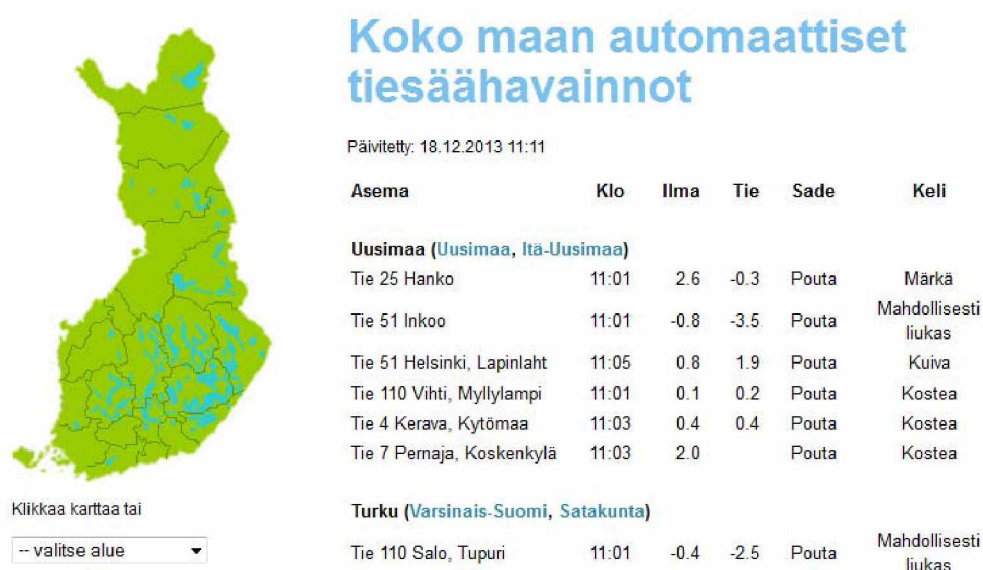 Koko maan automaattiset
tiesäähavainnot
Päivitetty: 18.12.2013 11:11
Asema Klo Ilma Tie Sade Keli
Uusimaa (Uusimaa, Itä-Uusimaa)
Tie 25 Hanko 11:01 2.6 -0.3 Pouta Märkä
Tie 51 Inkoo 11:01 -0.8 -3.5 Pouta Mahdollisesti
liukas
Tie 51 Helsinki, Lapinlaht 11:05 0.8 1.9 Pouta Kuiva
Tie 110 Vihti, Myllylampi 11:01 0.1 0.2 Pouta Kostea
Tie 4 Kerava, Kytömaa 11:03 0.4 0.4 Pouta Kostea
Tie 7 Pernaja, Koskenkylä 11:03 2.0 Pouta Kostea
Turku (Varsinais-Suomi, Satakunta)
Tie 110 Salo, Tupuri 11:01 -0.4 -2.5 Pouta Mahdollisesti
liukas
Klikkaa karttaa tai
-- valitse alue